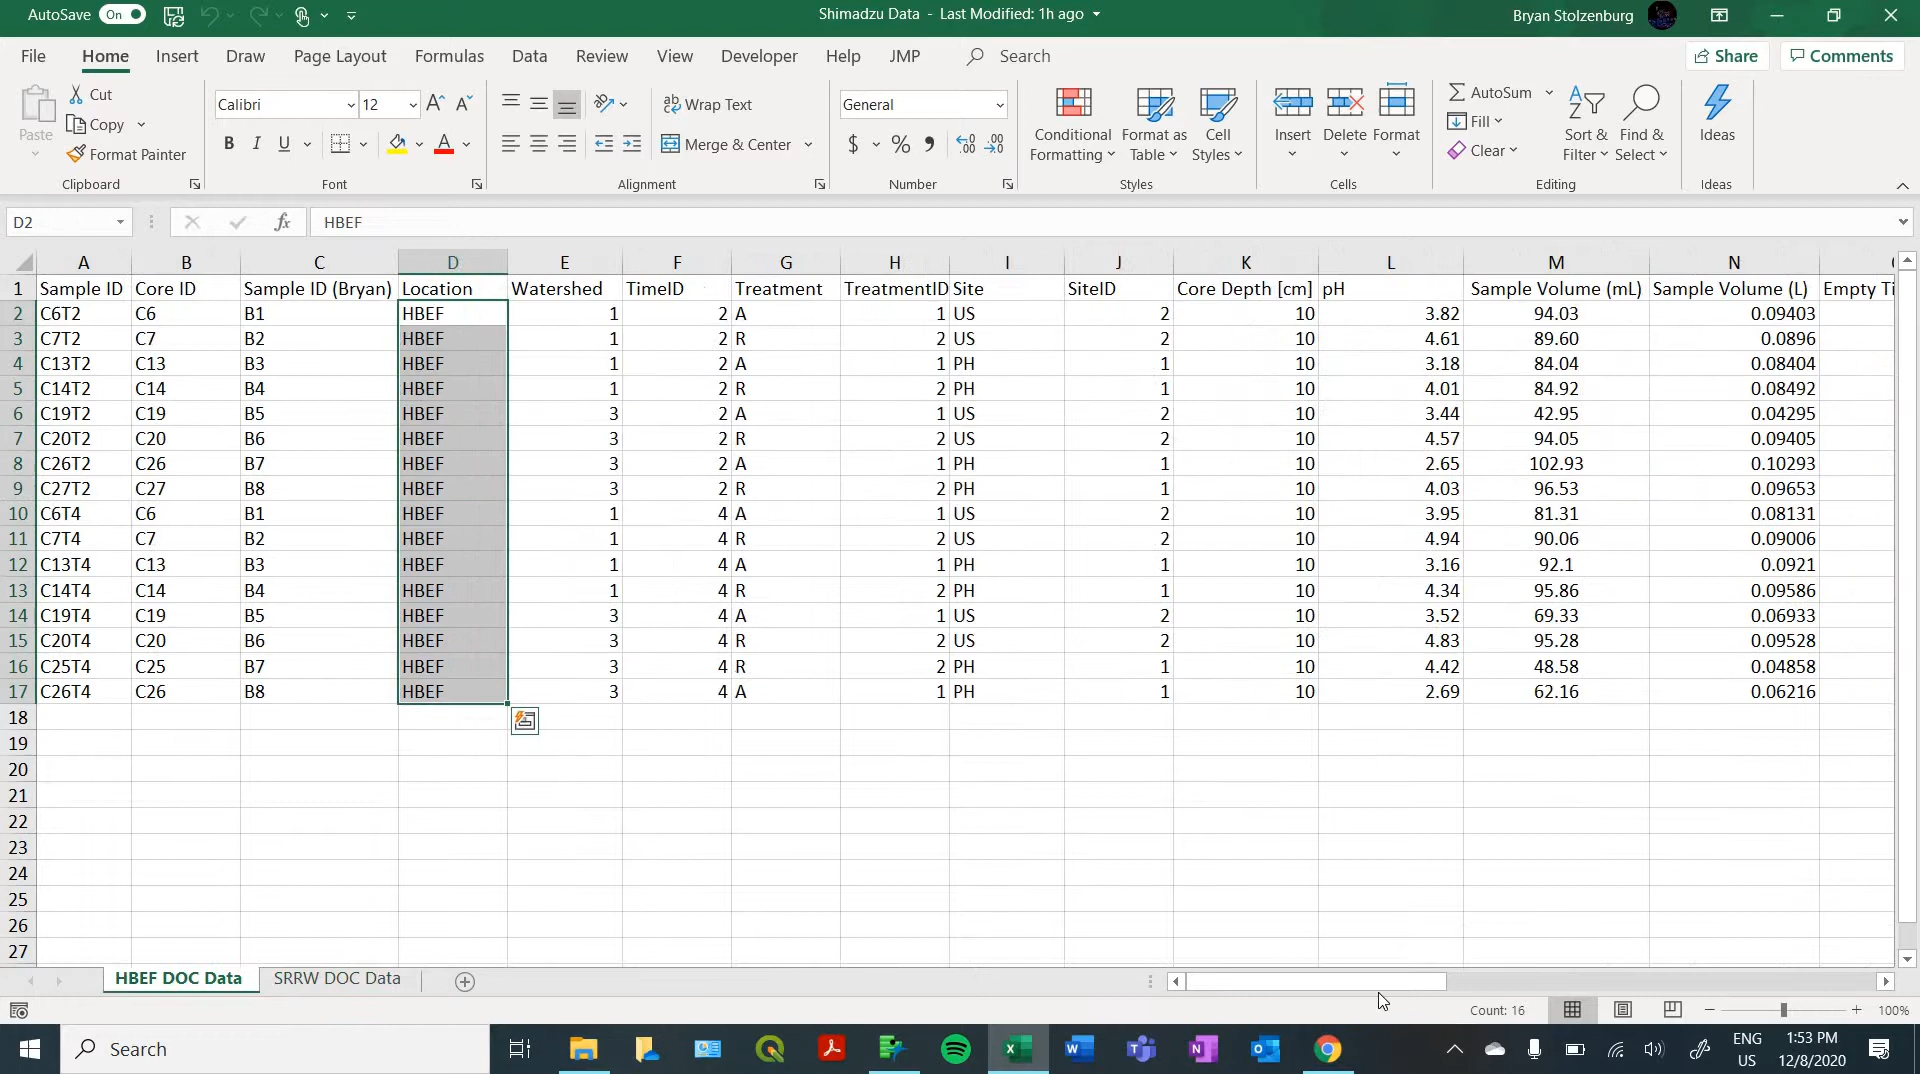 AutoSave On
Shimadzu Data - Last Modified: 1h ago
Bryan Stolzenburg
File Home Insert Draw Page Layout Formulas Data Review View Developer Help JMP Search
Share Comments
Paste Cut Copy Format Painter
Clipboard
Calibri 12
B I U
Font
ab Wrap Text
Merge & Center
Alignment
General
$ % ,
Number
Conditional Formatting Format as Table Cell Styles
Styles
Insert Delete Format
Cells
AutoSum Fill Clear
Sort & Filter Find & Select
Editing
Ideas
Ideas
D2 fx HBEF
A B C D E F G H I J K L M N
1 Sample ID Core ID Sample ID (Bryan) Location Watershed TimeID Treatment TreatmentID Site SiteID Core Depth [cm] pH Sample Volume (mL) Sample Volume (L) Empty Ti
2 C6T2 C6 B1 HBEF 1 2 A 1 US 2 10 3.82 94.03 0.09403
3 C7T2 C7 B2 HBEF 1 2 R 2 US 2 10 4.61 89.60 0.0896
4 C13T2 C13 B3 HBEF 1 2 A 1 PH 1 10 3.18 84.04 0.08404
5 C14T2 C14 B4 HBEF 1 2 R 2 PH 1 10 4.01 84.92 0.08492
6 C19T2 C19 B5 HBEF 3 2 A 1 US 2 10 3.44 42.95 0.04295
7 C20T2 C20 B6 HBEF 3 2 R 2 US 2 10 4.57 94.05 0.09405
8 C26T2 C26 B7 HBEF 3 2 A 1 PH 1 10 2.65 102.93 0.10293
9 C27T2 C27 B8 HBEF 3 2 R 2 PH 1 10 4.03 96.53 0.09653
10 C6T4 C6 B1 HBEF 1 4 A 1 US 2 10 3.95 81.31 0.08131
11 C7T4 C7 B2 HBEF 1 4 R 2 US 2 10 4.94 90.06 0.09006
12 C13T4 C13 B3 HBEF 1 4 A 1 PH 1 10 3.16 92.1 0.0921
13 C14T4 C14 B4 HBEF 1 4 R 2 PH 1 10 4.34 95.86 0.09586
14 C19T4 C19 B5 HBEF 3 4 A 1 US 2 10 3.52 69.33 0.06933
15 C20T4 C20 B6 HBEF 3 4 R 2 US 2 10 4.83 95.28 0.09528
16 C25T4 C25 B7 HBEF 3 4 R 2 PH 1 10 4.42 48.58 0.04858
17 C26T4 C26 B8 HBEF 3 4 A 1 PH 1 10 2.69 62.16 0.06216
18
19
20
21
22
23
24
25
26
27
HBEF DOC Data SRRW DOC Data
Count: 16 100%
Search
ENG US
1:53 PM
12/8/2020